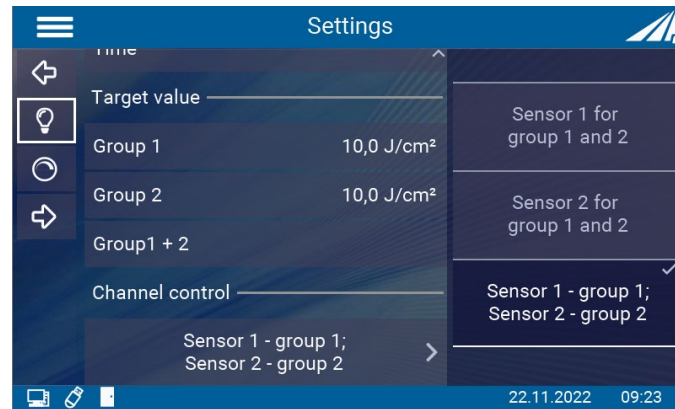 Settings
Time
Target value
Group 1 10,0 J/cm²
Group 2 10,0 J/cm²
Group1 + 2
Channel control
Sensor 1 - group 1;
Sensor 2 - group 2
Sensor 1 for
group 1 and 2
Sensor 2 for
group 1 and 2
Sensor 1 - group 1;
Sensor 2 - group 2
22.11.2022 09:23